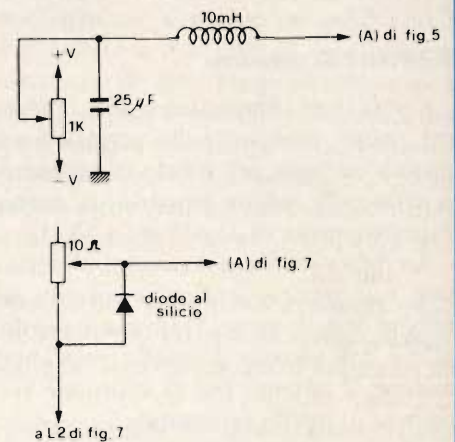 10mH
(A) di fig.5
+V
25µF
1K
–V
10 Ω
(A) di fig.7
diodo al
silicio
a L2 di fig.7